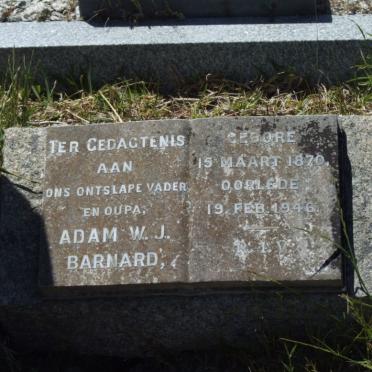 TER GEDAGTENIS
AAN
ONS ONTSLAPE VADER
EN OUPA,
ADAM W. J.
BARNARD,
GEBORE
15 MAART 1870.
OORLEDE
19. FEB. 1946.